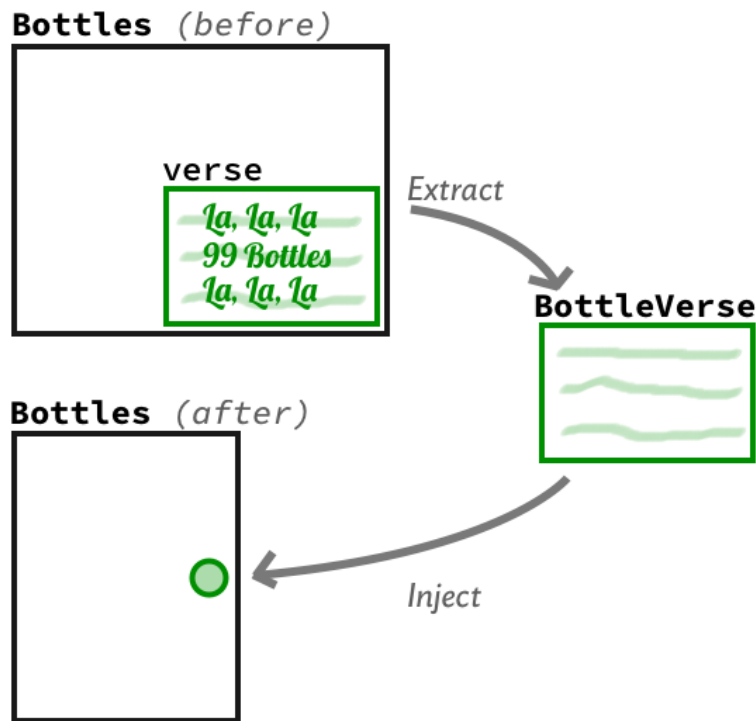 Bottles (before)
verse
La, La, La
99 Bottles
La, La, La
Extract
BottleVerse
Bottles (after)
Inject